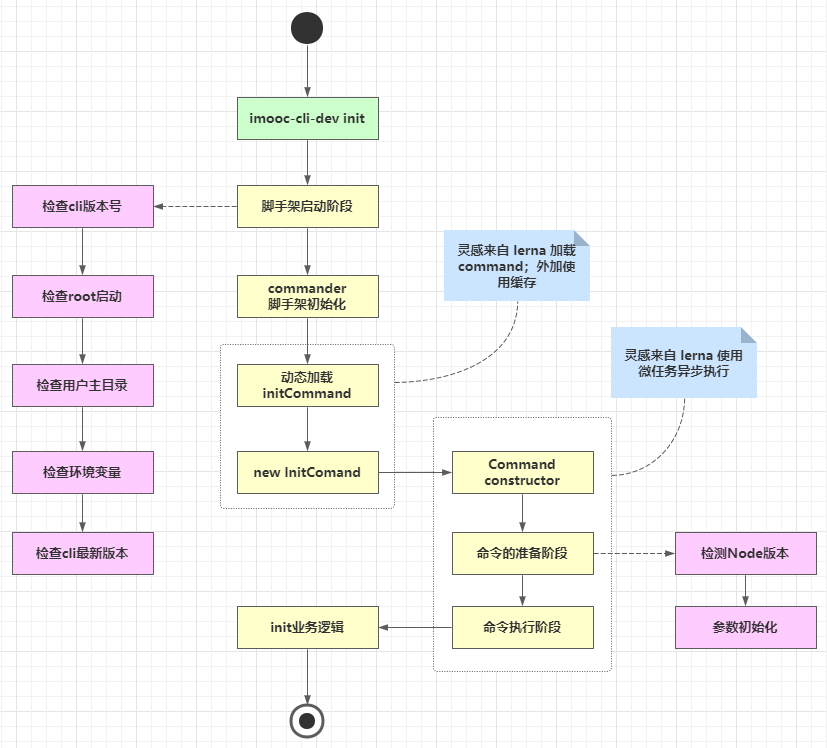 imooc-cli-dev init
检查cli版本号
脚手架启动阶段
灵感来自 lerna 加载
command；外加使
用缓存
检查root启动
commander
脚手架初始化
灵感来自 lerna 使用
微任务异步执行
检查用户主目录
动态加载
initCommand
检查环境变量
new InitComand
Command
constructor
检查cli最新版本
命令的准备阶段
检测Node版本
init业务逻辑
命令执行阶段
参数初始化